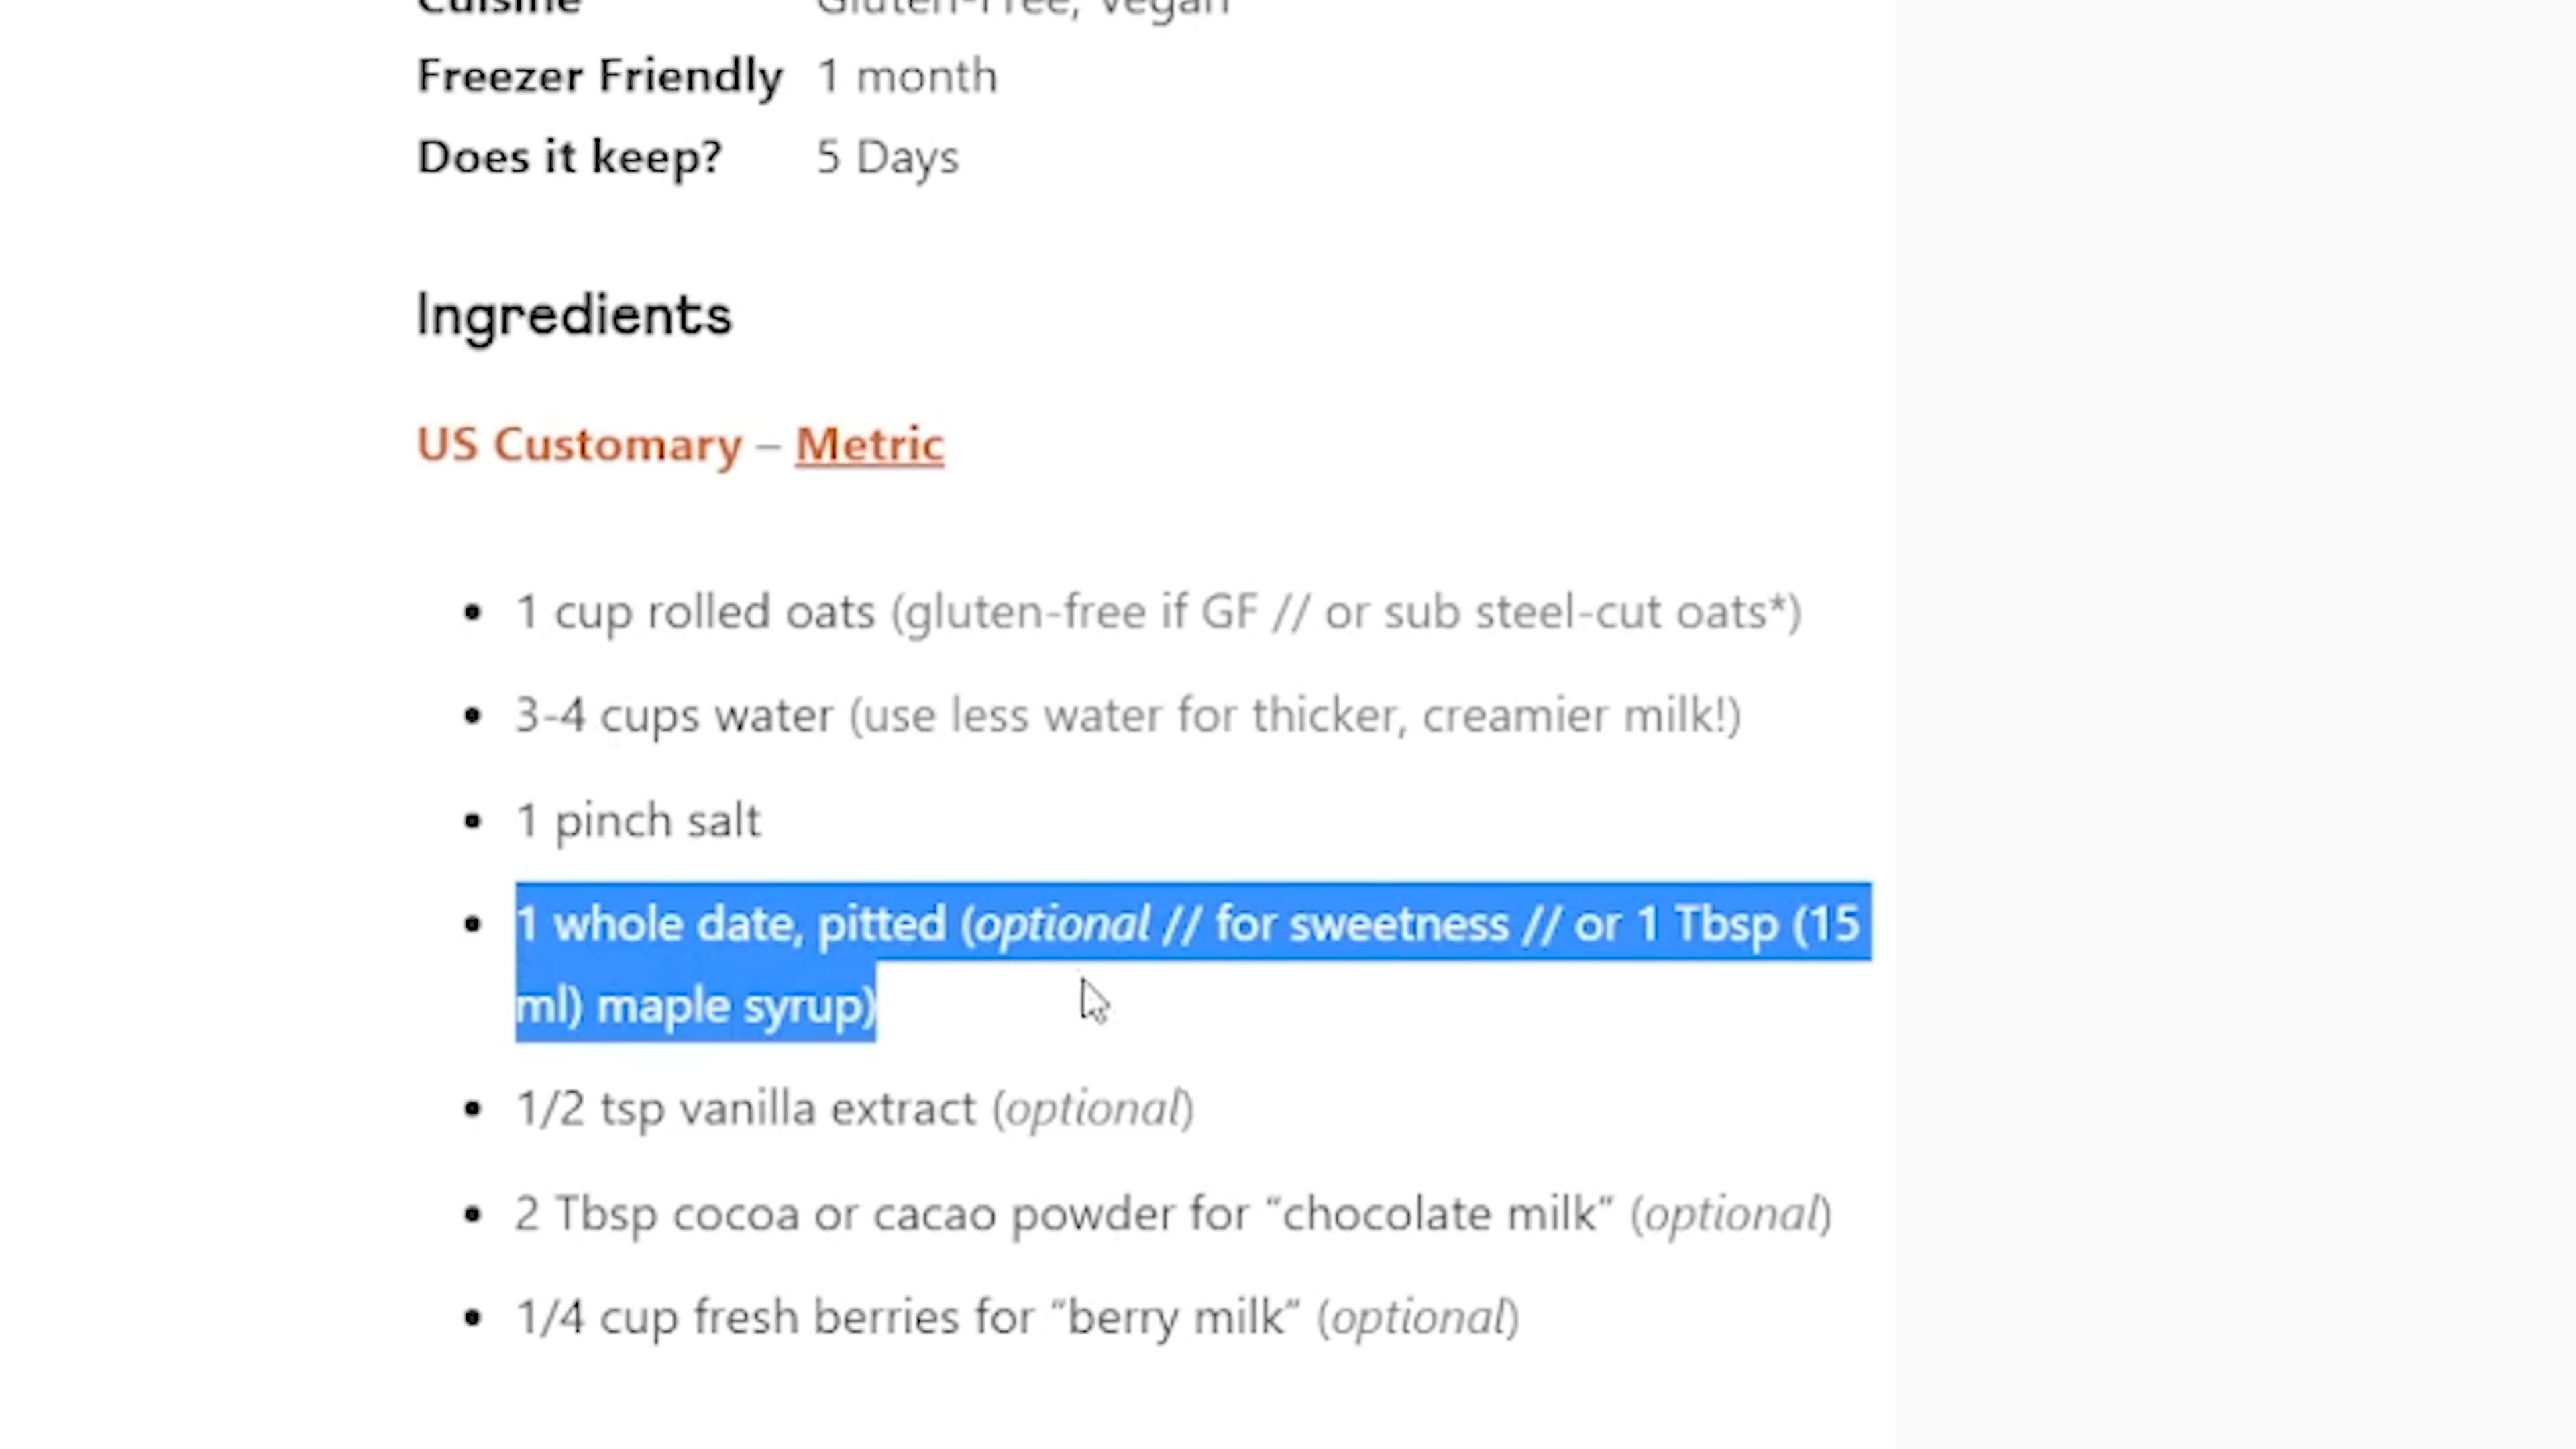 Cuisine Gluten-Free, Vegan
Freezer Friendly 1 month
Does it keep? 5 Days
Ingredients
US Customary – Metric
• 1 cup rolled oats (gluten-free if GF // or sub steel-cut oats*)
• 3-4 cups water (use less water for thicker, creamier milk!)
• 1 pinch salt
• 1 whole date, pitted (optional // for sweetness // or 1 Tbsp (15
ml) maple syrup)
• 1/2 tsp vanilla extract (optional)
• 2 Tbsp cocoa or cacao powder for “chocolate milk” (optional)
• 1/4 cup fresh berries for “berry milk” (optional)